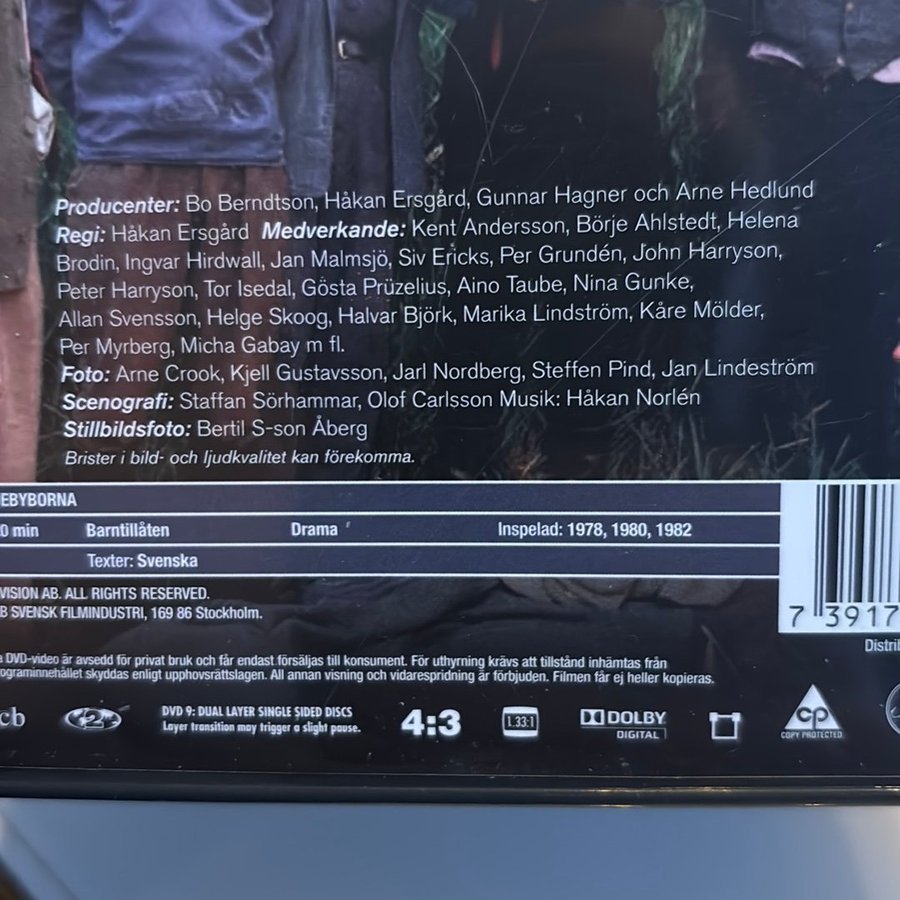 Producenter: Bo Berndtson, Håkan Ersgård, Gunnar Hagner och Arne Hedlund
Regi: Håkan Ersgård Medverkande: Kent Andersson, Börje Ahlstedt, Helena
Brodin, Ingvar Hirdwall, Jan Malmsjö, Siv Ericks, Per Grundén, John Harryson,
Peter Harryson, Tor Isedal, Gösta Prüzelius, Aino Taube, Nina Gunke,
Allan Svensson, Helge Skoog, Halvar Björk, Marika Lindström, Kåre Mölder,
Per Myrberg, Micha Gabay m fl.
Foto: Arne Crook, Kjell Gustavsson, Jarl Nordberg, Steffen Pind, Jan Lindeström
Scenografi: Staffan Sörhammar, Olof Carlsson Musik: Håkan Norlén
Stillbildsfoto: Bertil S-son Åberg
Brister i bild- och ljudkvalitet kan förekomma.
EBYBORNA
0 min Barntillåten Drama Inspelad: 1978, 1980, 1982
Texter: Svenska
VISION AB. ALL RIGHTS RESERVED.
B SVENSK FILMINDUSTRI, 169 86 Stockholm.
7 3917
Distri
a DVD-video är avsedd för privat bruk och får endast försäljas till konsument. För uthyrning krävs att tillstånd inhämtas från
ograminnehållet skyddas enligt upphovsrättslagen. All annan visning och vidarespridning är förbjuden. Filmen får ej heller kopieras.
cb 2 DVD 9: DUAL LAYER SINGLE SIDED DISCS 4:3 1.33:1 DOLBY cp
Layer transition may trigger a slight pause. DIGITAL COPY PROTECTED